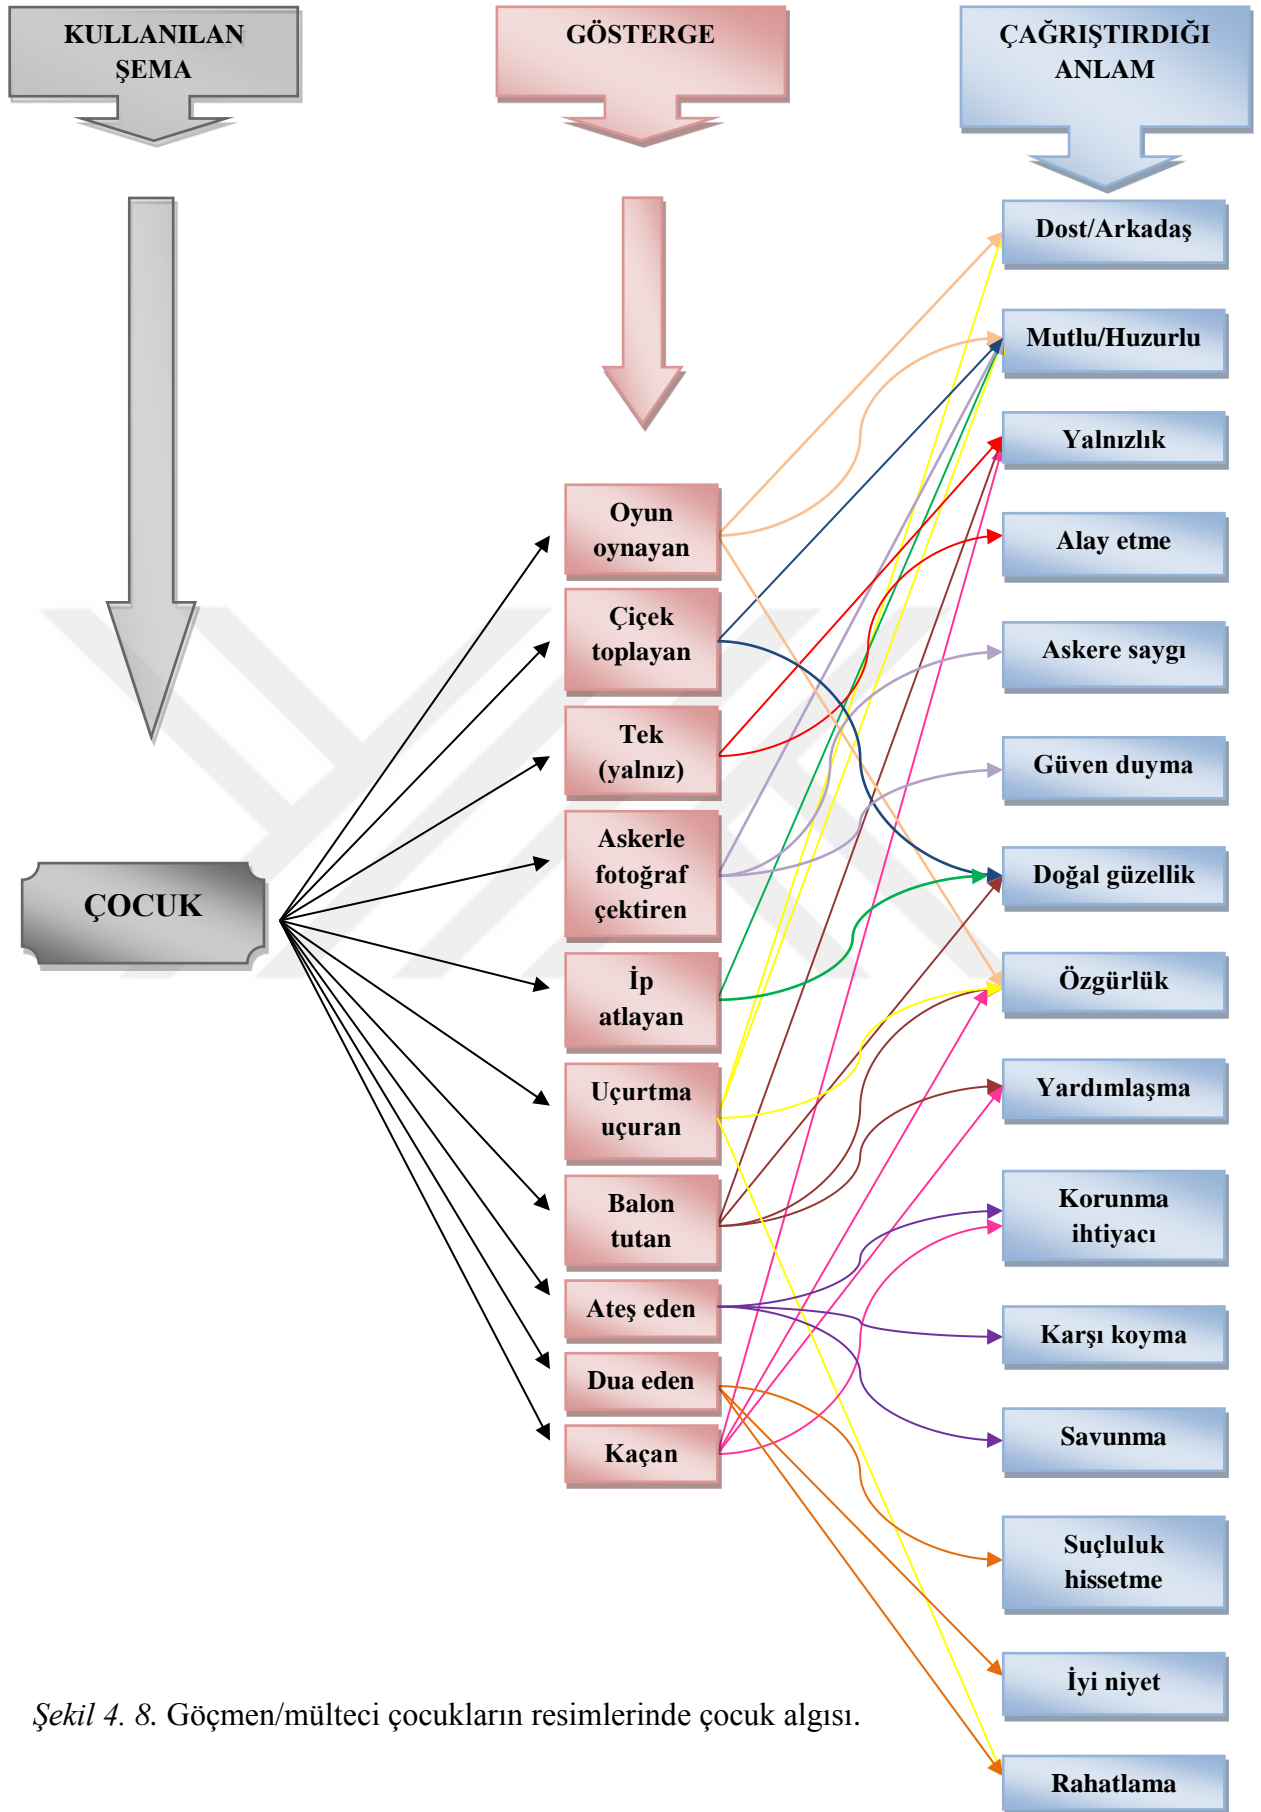 KULLANILAN
ŞEMA
GÖSTERGE
ÇAĞRIŞTIRDIĞI
ANLAM
ÇOCUK
Oyun
oynayan
Çiçek
toplayan
Tek
(yalnız)
Askerle
fotoğraf
çektiren
İp
atlayan
Uçurtma
uçuran
Balon
tutan
Ateş eden
Dua eden
Kaçan
Dost/Arkadaş
Mutlu/Huzurlu
Yalnızlık
Alay etme
Askere saygı
Güven duyma
Doğal güzellik
Özgürlük
Yardımlaşma
Korunma
ihtiyacı
Karşı koyma
Savunma
Suçluluk
hissetme
İyi niyet
Rahatlama
Şekil 4. 8. Göçmen/mülteci çocukların resimlerinde çocuk algısı.